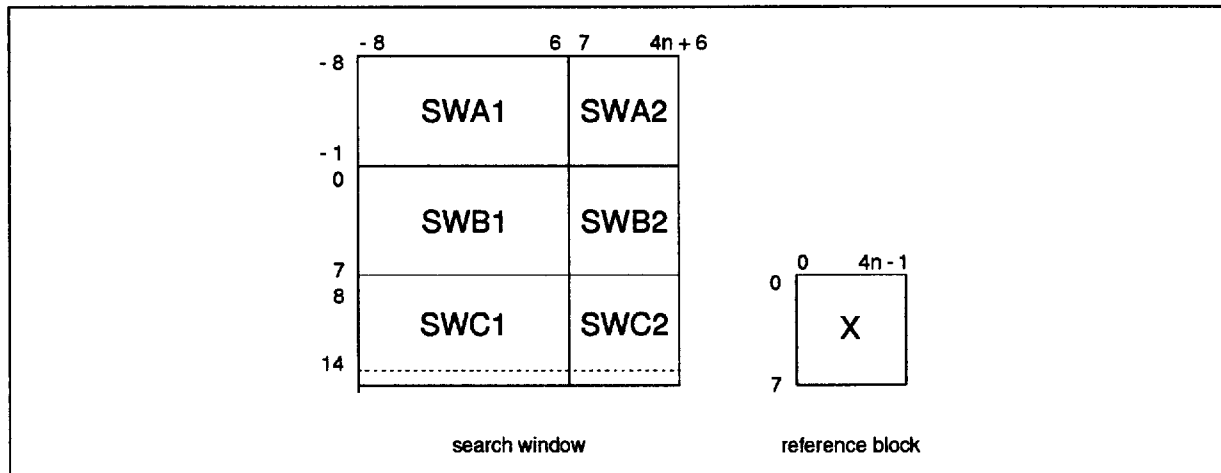 - 8 6 7 4n + 6
- 8
SWA1 SWA2
- 1
0
SWB1 SWB2
7
8
SWC1 SWC2
14
0 4n - 1
0
X
7
search window reference block